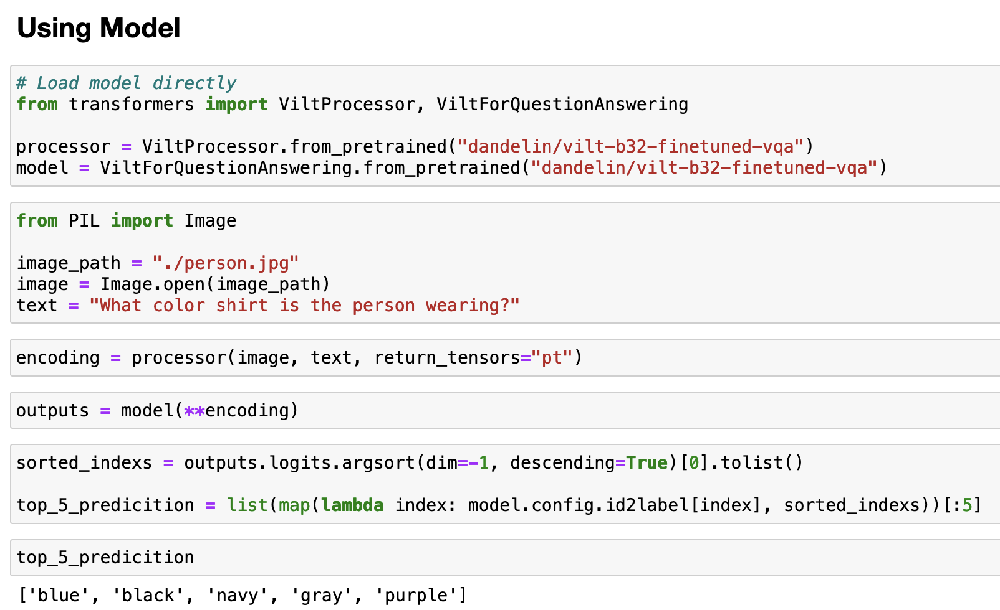 Using Model
# Load model directly
from transformers import ViltProcessor, ViltForQuestionAnswering
processor = ViltProcessor.from_pretrained("dandelin/vilt-b32-finetuned-vqa")
model = ViltForQuestionAnswering.from_pretrained("dandelin/vilt-b32-finetuned-vqa")
from PIL import Image
image_path = "./person.jpg"
image = Image.open(image_path)
text = "What color shirt is the person wearing?"
encoding = processor(image, text, return_tensors="pt")
outputs = model(**encoding)
sorted_indexs = outputs.logits.argsort(dim=-1, descending=True)[0].tolist()
top_5_predicition = list(map(lambda index: model.config.id2label[index], sorted_indexs))[:5]
top_5_predicition
['blue', 'black', 'navy', 'gray', 'purple']